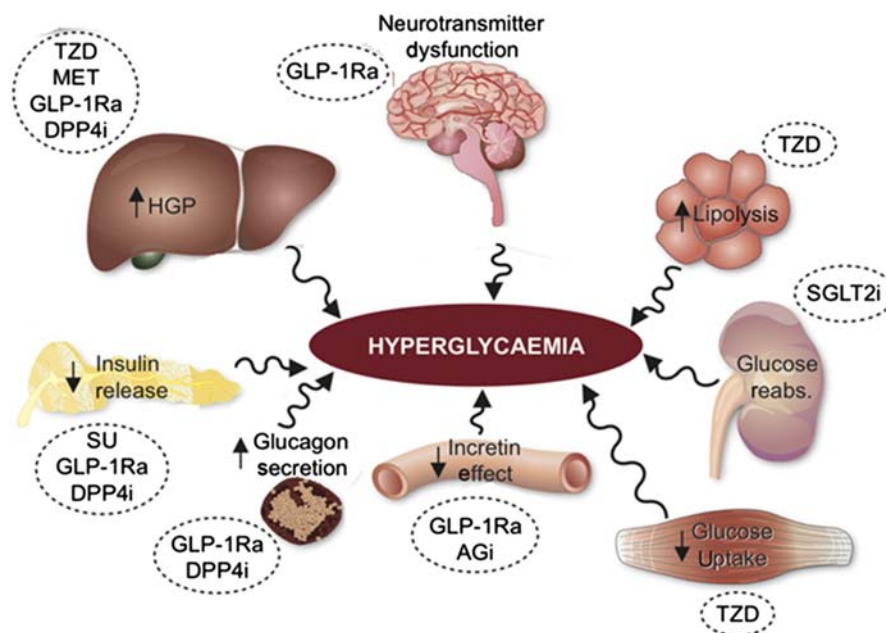 Neurotransmitter
dysfunction
TZD
MET
GLP-1Ra
DPP4i
GLP-1Ra
TZD
HGP
Lipolysis
SGLT2i
HYPERGLYCAEMIA
Insulin
release
Glucose
reabs.
SU
GLP-1Ra
DPP4i
Glucagon
secretion
Incretin
effect
GLP-1Ra
DPP4i
GLP-1Ra
AGi
Glucose
Uptake
TZD